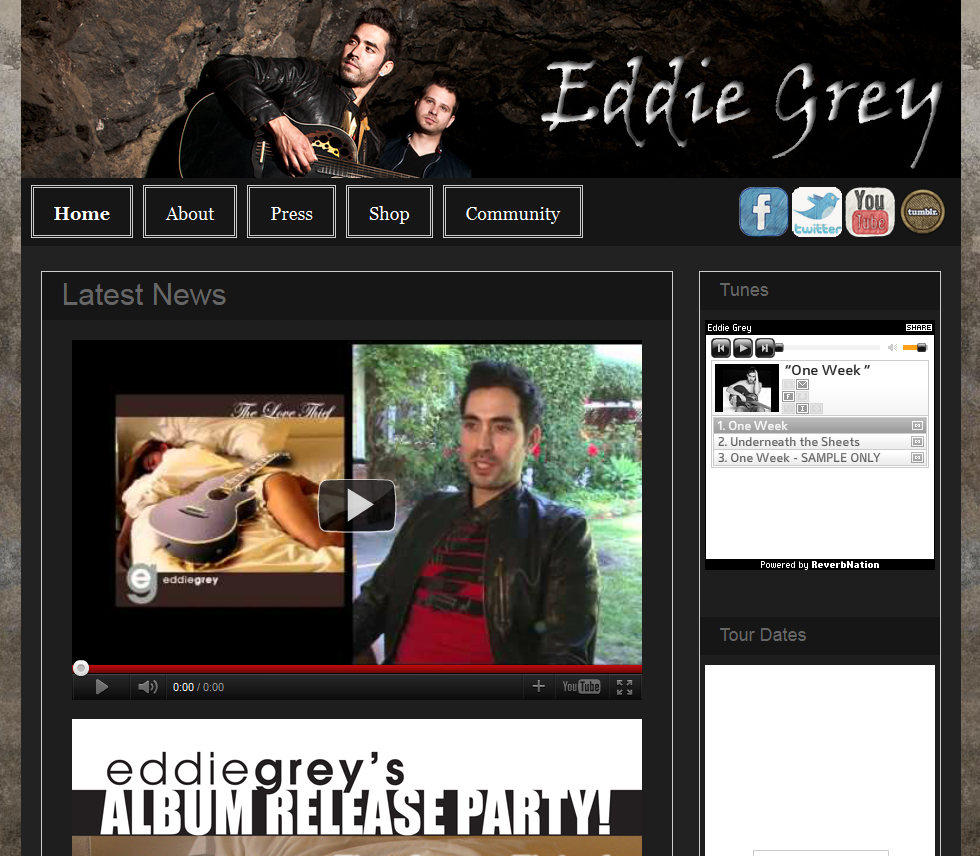 Eddie Grey
Home
About
Press
Shop
Community
f
twitter
You
Tube
tumblr.
Latest News
Tunes
Eddie Grey
SHARE
"One Week "
1. One Week
2. Underneath the Sheets
3. One Week - SAMPLE ONLY
Powered by ReverbNation
The Love Thief
eg
eddiegrey
0:00 / 0:00
YouTube
Tour Dates
eddiegrey's
ALBUM RELEASE PARTY!